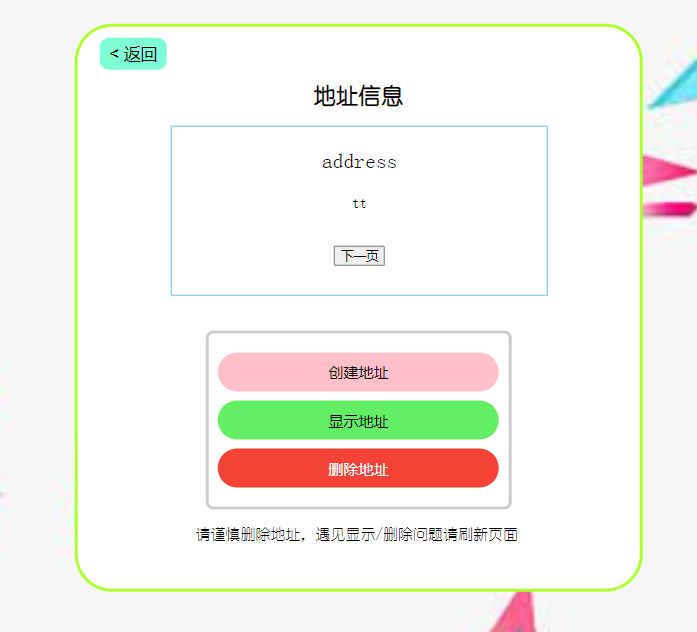 < 返回
地址信息
address
tt
下一页
创建地址
显示地址
删除地址
请谨慎删除地址，遇见显示/删除问题请刷新页面